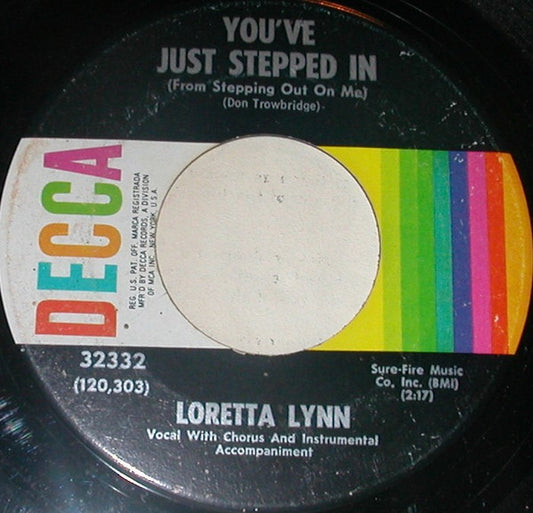 YOU'VE
JUST STEPPED IN
(From Stepping Out On Me)
(Don Trowbridge)
DECCA
REG. U.S. PAT. OFF. MARCA REGISTRADA
MFR'D BY DECCA RECORDS, A DIVISION
OF MCA INC., NEW YORK, U.S.A.
32332
(120,303)
Sure-Fire Music
Co, Inc. (BMI)
(2:17)
LORETTA LYNN
Vocal With Chorus And Instrumental
Accompaniment